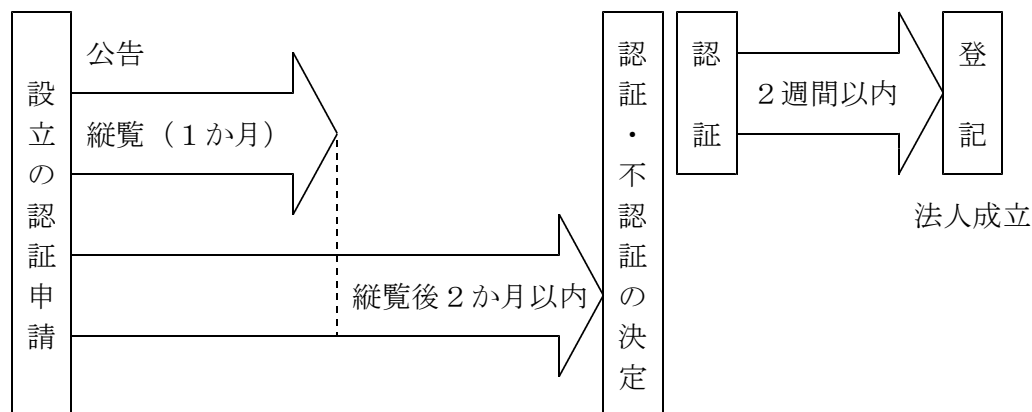 設立の認証申請
公告
縦覧（１か月）
縦覧後２か月以内
認証・不認証の決定
認証
２週間以内
登記
法人成立